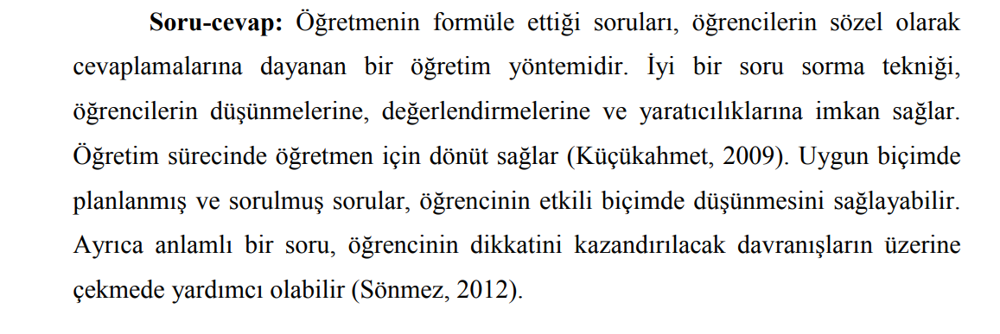 Soru-cevap: Öğretmenin formüle ettiği soruları, öğrencilerin sözel olarak
cevaplamalarına dayanan bir öğretim yöntemidir. İyi bir soru sorma tekniği,
öğrencilerin düşünmelerine, değerlendirmelerine ve yaratıcılıklarına imkan sağlar.
Öğretim sürecinde öğretmen için dönüt sağlar (Küçükahmet, 2009). Uygun biçimde
planlanmış ve sorulmuş sorular, öğrencinin etkili biçimde düşünmesini sağlayabilir.
Ayrıca anlamlı bir soru, öğrencinin dikkatini kazandırılacak davranışların üzerine
çekmede yardımcı olabilir (Sönmez, 2012).